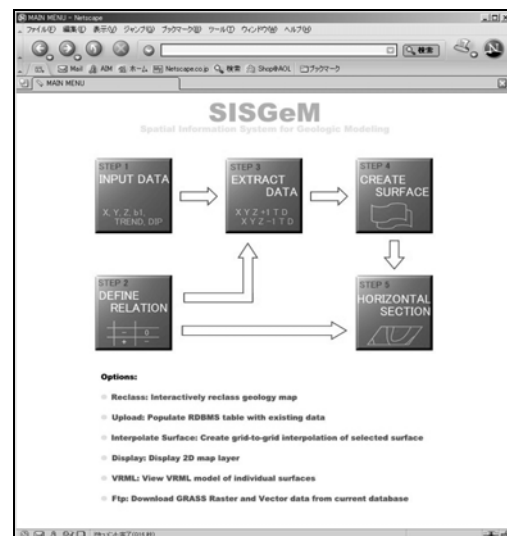 MAIN MENU - Netscape
ファイル(F) 編集(E) 表示(V) ジャンプ(G) ブックマーク(B) ツール(T) ウィンドウ(W) ヘルプ(H)
検索
Mail AIM ホーム Netscape.co.jp 検索 Shop@AOL ブックマーク
MAIN MENU
SISGeM
Spatial Information System for Geologic Modeling
STEP 1
INPUT DATA
X, Y, Z, b1,
TREND, DIP
STEP 3
EXTRACT
DATA
X Y Z +1 T D
X Y Z -1 T D
STEP 4
CREATE
SURFACE
STEP 2
DEFINE
RELATION
- 0
+ -
STEP 5
HORIZONTAL
SECTION
Options:
Reclass: Interactively reclass geology map
Upload: Populate RDBMS table with existing data
Interpolate Surface: Create grid-to-grid interpolation of selected surface
Display: Display 2D map layer
VRML: View VRML model of individual surfaces
Ftp: Download GRASS Raster and Vector data from current database